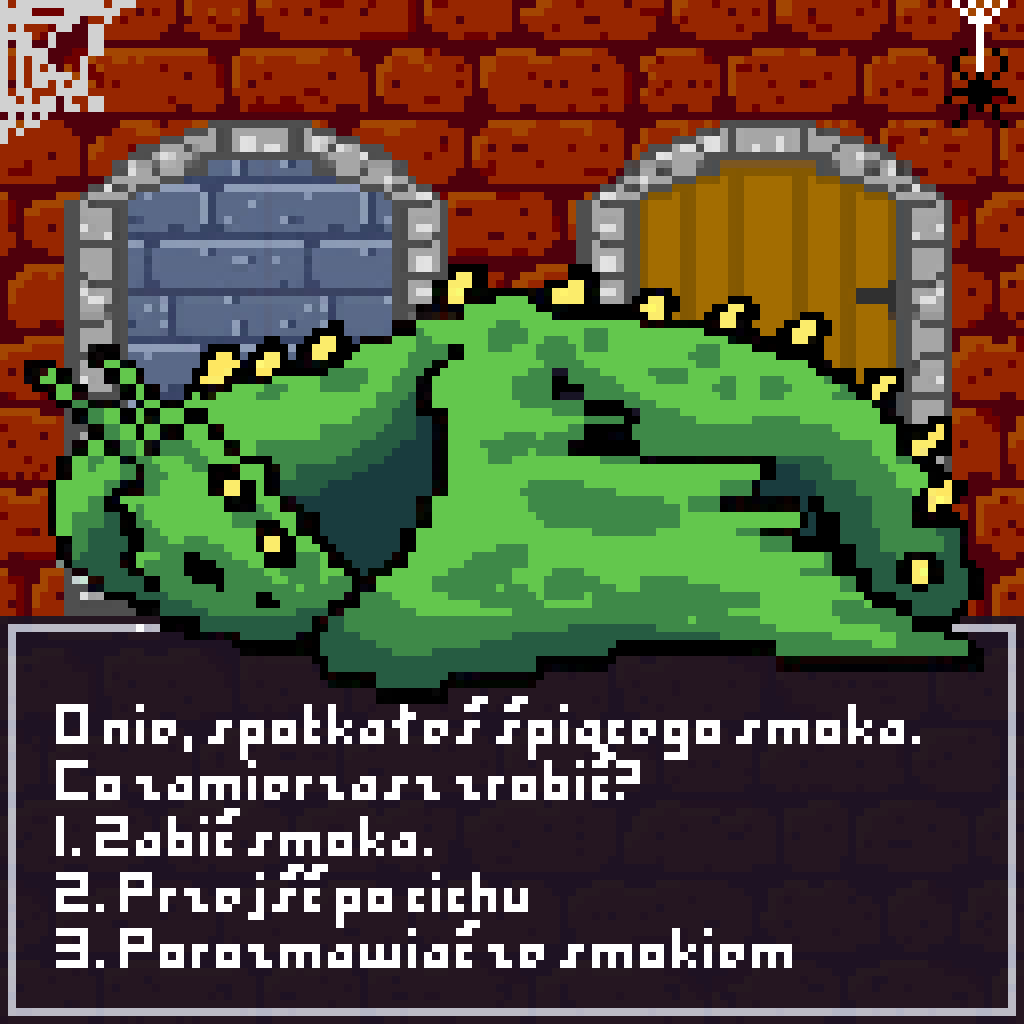 O nie, spotkałeś śpiącego smoka.
Co zamierzasz zrobić?
1. Zabić smoka.
2. Przejść po cichu
3. Porozmawiać ze smokiem